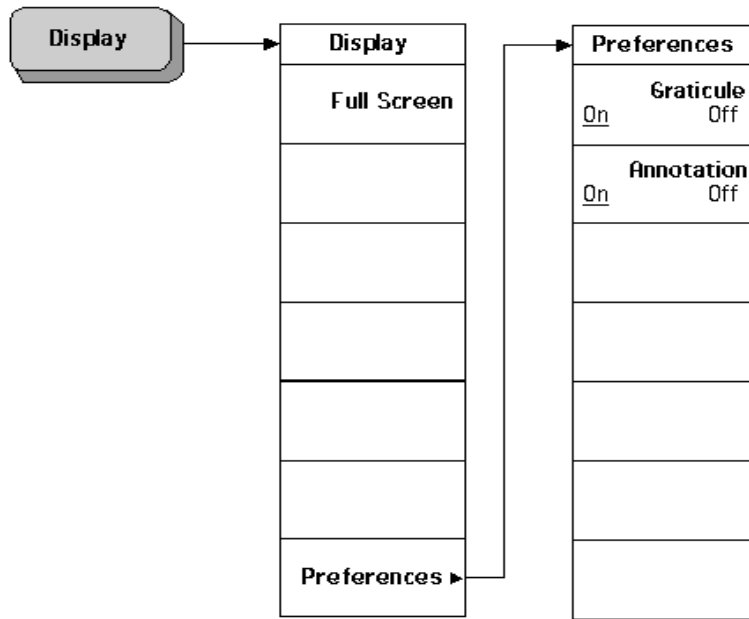 Display
Display
Full Screen
Preferences
Preferences
Graticule
On Off
Annotation
On Off